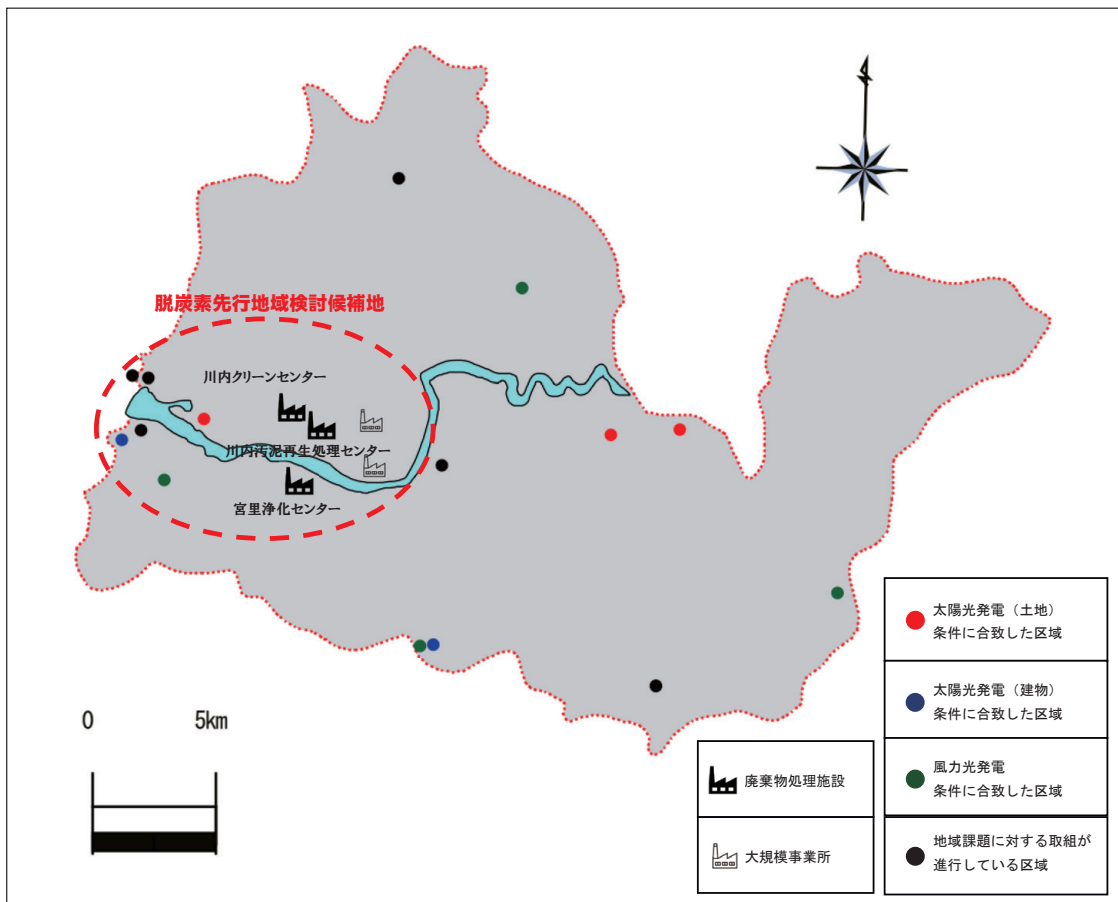 脱炭素先行地域検討候補地
川内クリーンセンター
川内汚泥再生処理センター
宮里浄化センター
0 5km
廃棄物処理施設
大規模事業所
太陽光発電（土地）
条件に合致した区域
太陽光発電（建物）
条件に合致した区域
風力光発電
条件に合致した区域
地域課題に対する取組が
進行している区域